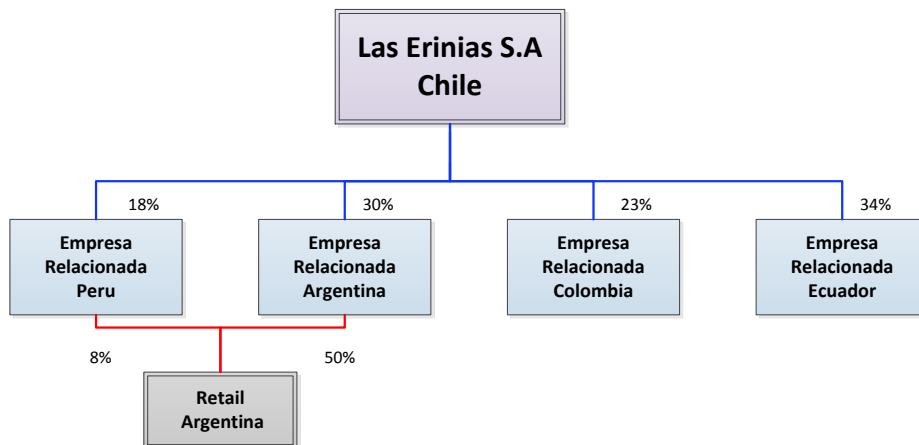 Las Erinias S.A
Chile
18%
30%
23%
34%
Empresa
Relacionada
Peru
Empresa
Relacionada
Argentina
Empresa
Relacionada
Colombia
Empresa
Relacionada
Ecuador
8%
50%
Retail
Argentina